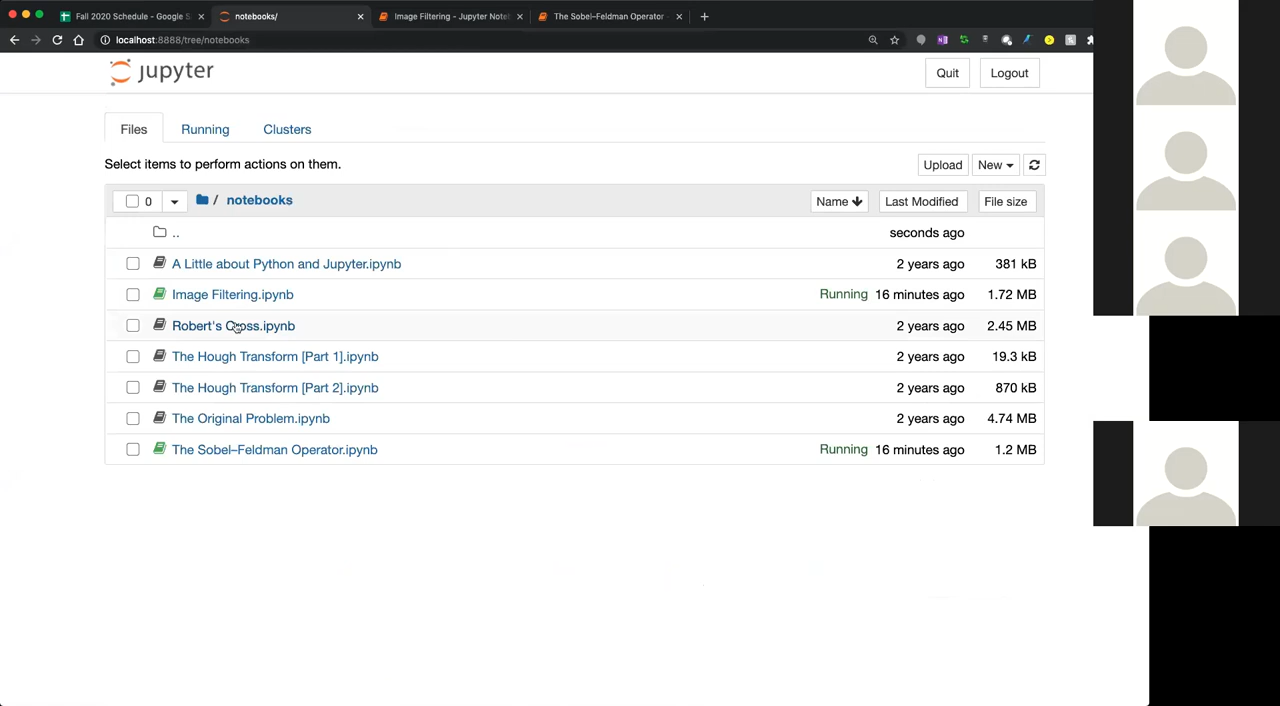 Fall 2020 Schedule - Google S
notebooks/
Image Filtering - Jupyter Note
The Sobel–Feldman Operator -
localhost:8888/tree/notebooks
jupyter
Quit
Logout
Files
Running
Clusters
Select items to perform actions on them.
Upload
New
0
/ notebooks
Name
Last Modified
File size
..
seconds ago
A Little about Python and Jupyter.ipynb
2 years ago
381 kB
Image Filtering.ipynb
Running
16 minutes ago
1.72 MB
Robert's Cross.ipynb
2 years ago
2.45 MB
The Hough Transform [Part 1].ipynb
2 years ago
19.3 kB
The Hough Transform [Part 2].ipynb
2 years ago
870 kB
The Original Problem.ipynb
2 years ago
4.74 MB
The Sobel–Feldman Operator.ipynb
Running
16 minutes ago
1.2 MB